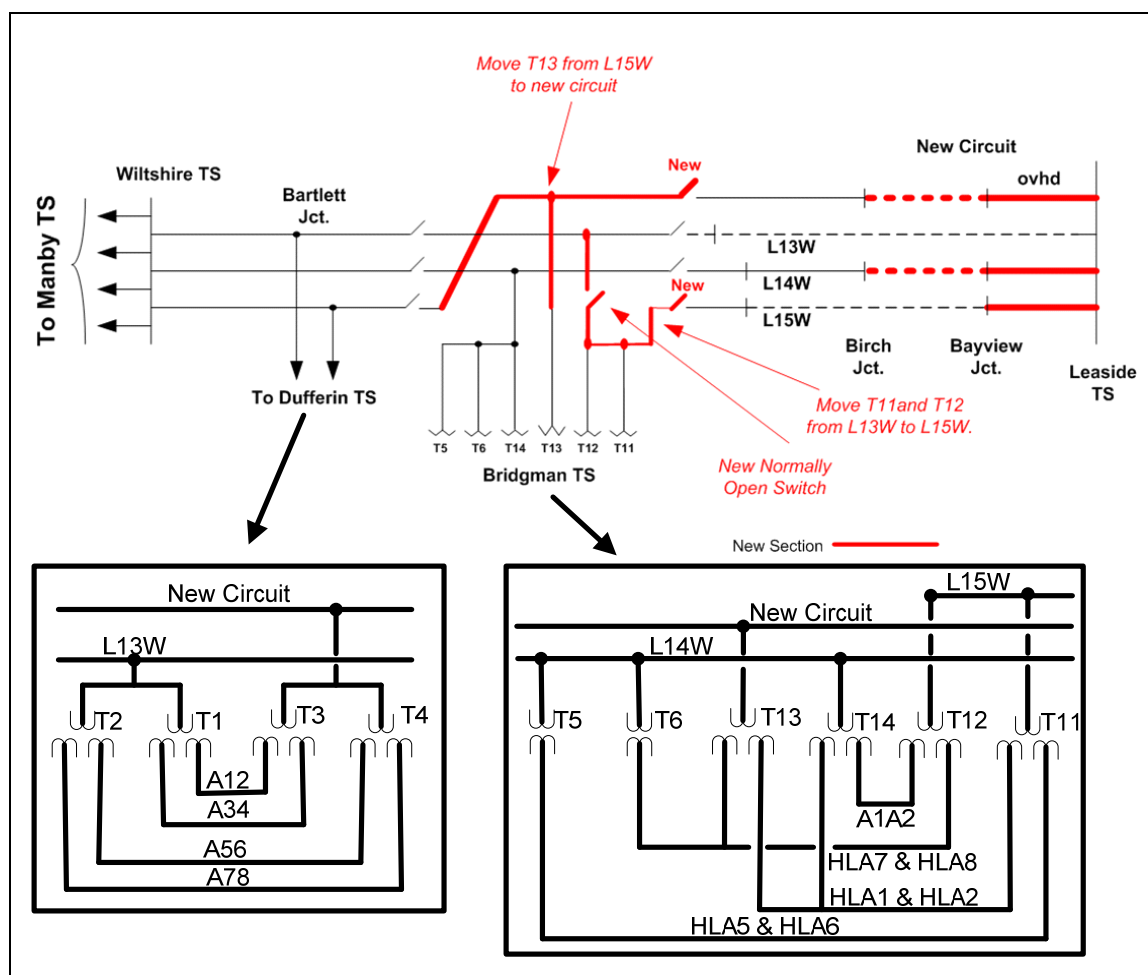 Move T13 from L15W
to new circuit
New Circuit
New
Wiltshire TS
ovhd
Bartlett
Jct.
To Manby TS
L13W
L14W
New
L15W
Birch
Jct.
Bayview
Jct.
Leaside
TS
To Dufferin TS
Move T11and T12
from L13W to L15W.
T5
T6
T14
T13
T12
T11
Bridgman TS
New Normally
Open Switch
New Section
New Circuit
L13W
T2
T1
T3
T4
A12
A34
A56
A78
L15W
New Circuit
L14W
T5
T6
T13
T14
T12
T11
A1A2
HLA7 & HLA8
HLA1 & HLA2
HLA5 & HLA6